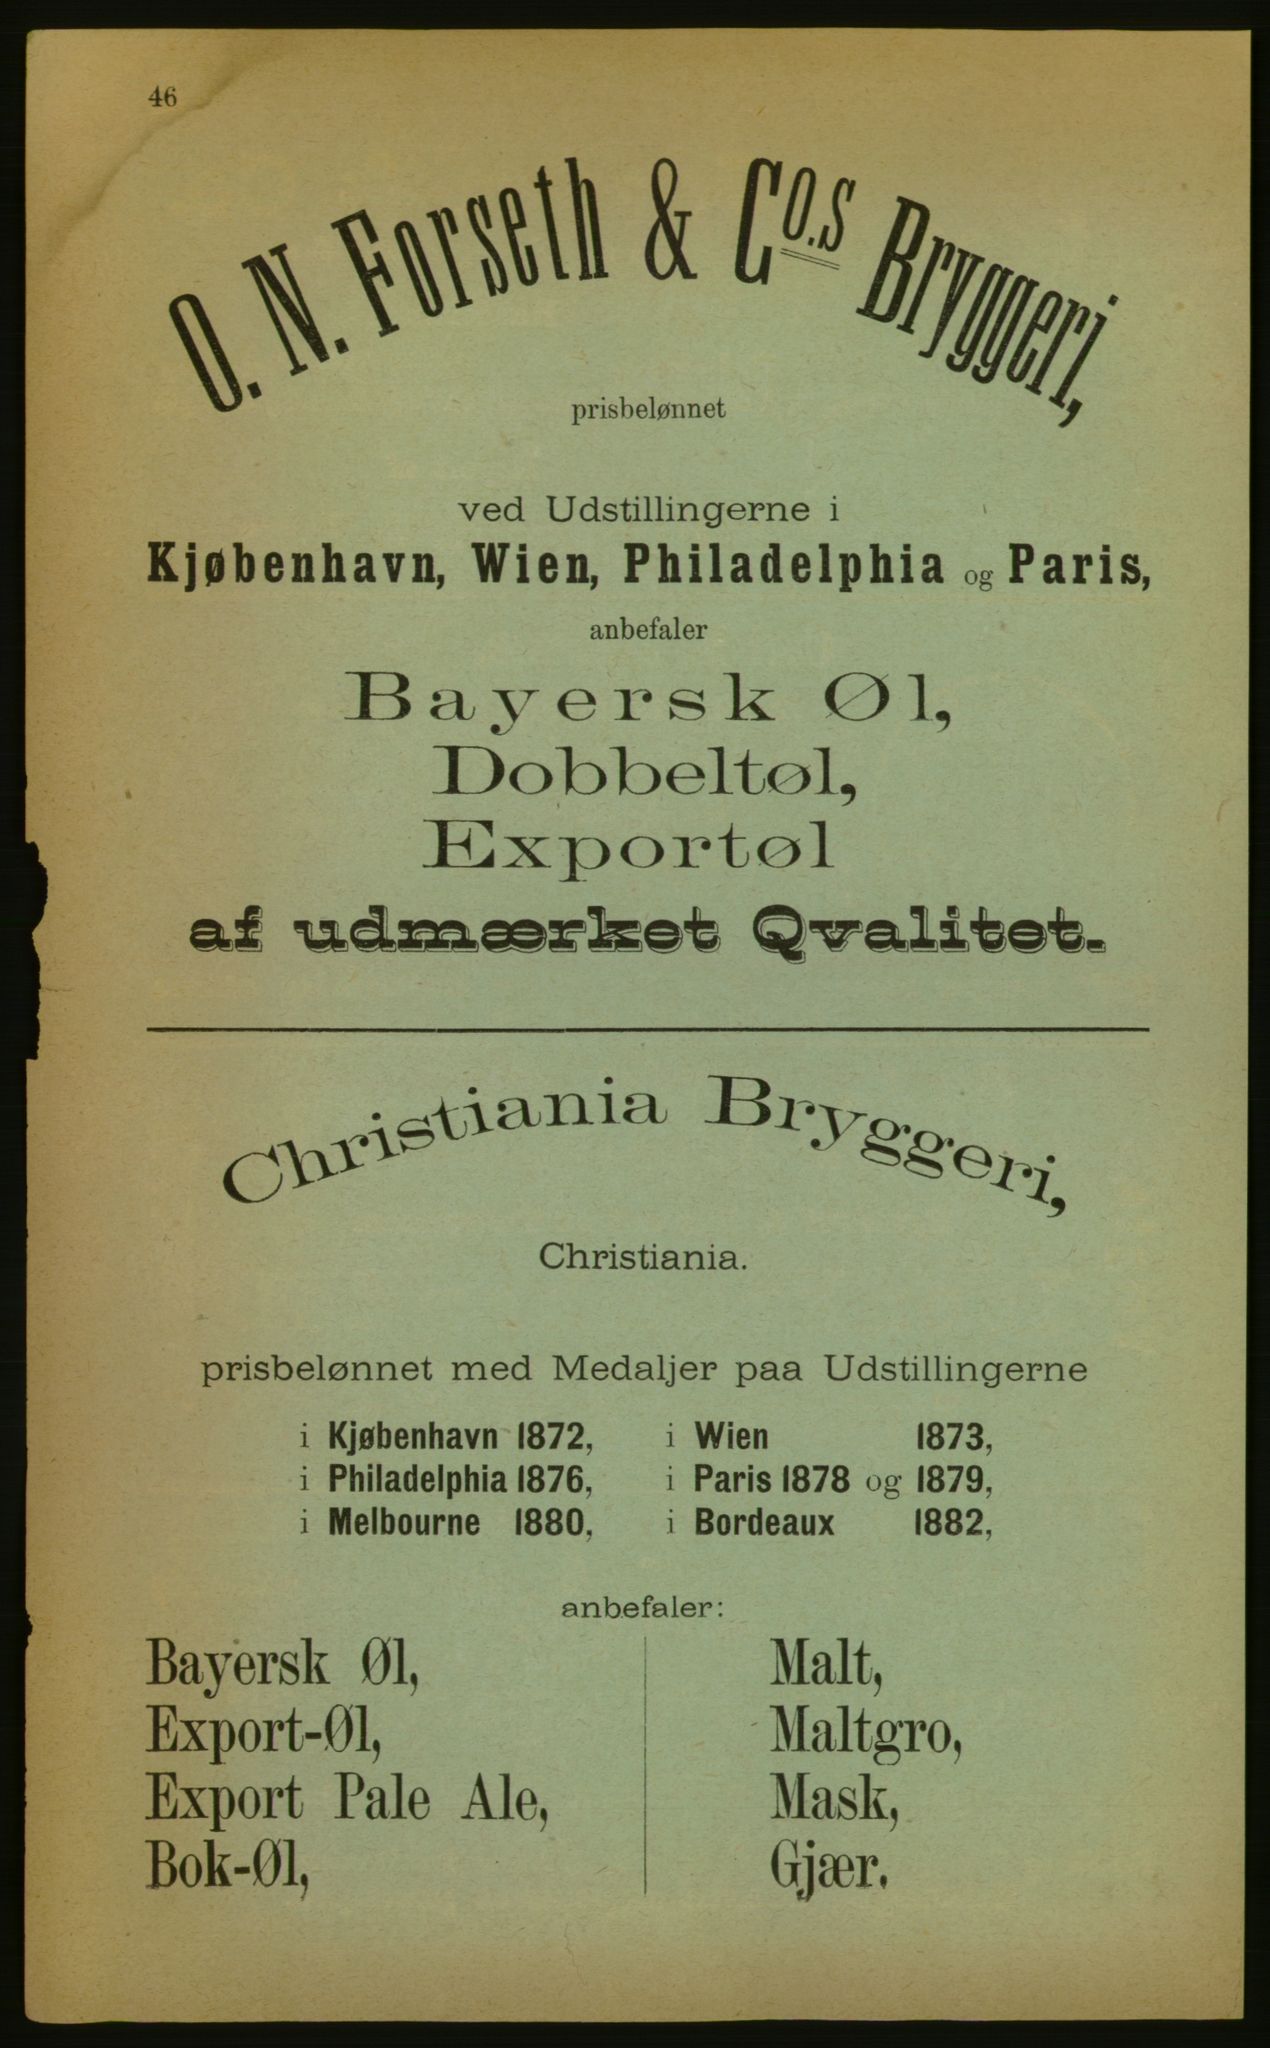 46
O. N. Forseth & Co.s Bryggeri,
prisbelønnet
ved Udstillingerne i
Kjøbenhavn, Wien, Philadelphia og Paris,
anbefaler
Bayersk Øl,
Dobbeltøl,
Exportøl
af udmærket Qvalitet.
Christiania Bryggeri,
Christiania.
prisbelønnet med Medaljer paa Udstillingerne
i Kjøbenhavn 1872, i Wien 1873,
i Philadelphia 1876, i Paris 1878 og 1879,
i Melbourne 1880, i Bordeaux 1882,
anbefaler:
Bayersk Øl,
Export-Øl,
Export Pale Ale,
Bok-Øl,
Malt,
Maltgro,
Mask,
Gjær.